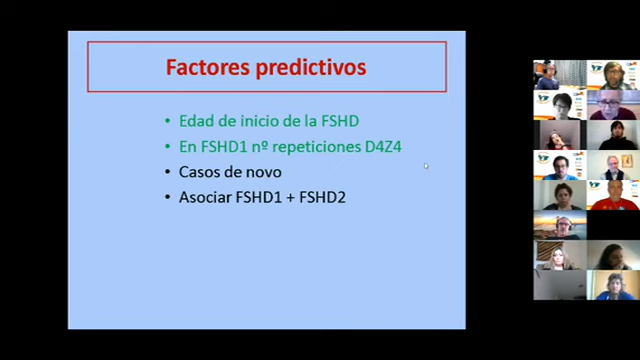 Factores predictivos
• Edad de inicio de la FSHD
• En FSHD1 nº repeticiones D4Z4
• Casos de novo
• Asociar FSHD1 + FSHD2